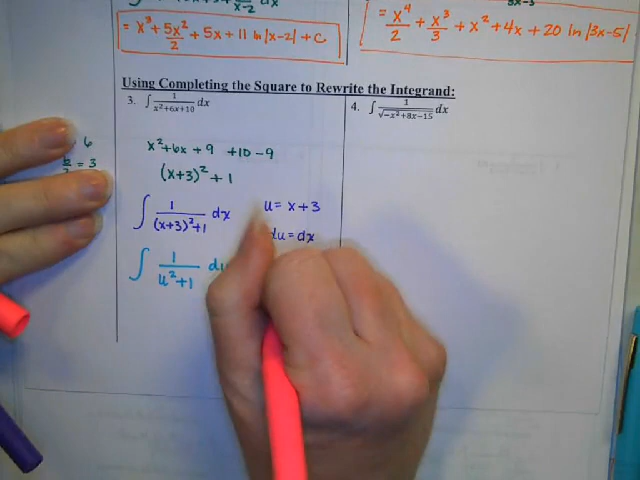 = x³ + 5x²/2 + 5x + 11 ln|x-2| + C
= x⁴/2 + x³/3 + x² + 4x + 20 ln|3x-5|
Using Completing the Square to Rewrite the Integrand:
3. ∫ 1/(x²+6x+10) dx
4. ∫ 1/√(-x²+8x-15) dx
6
= 3
x²+6x+9 +10-9
(x+3)²+1
∫ 1/((x+3)²+1) dx
u = x+3
du = dx
∫ 1/(u²+1) du